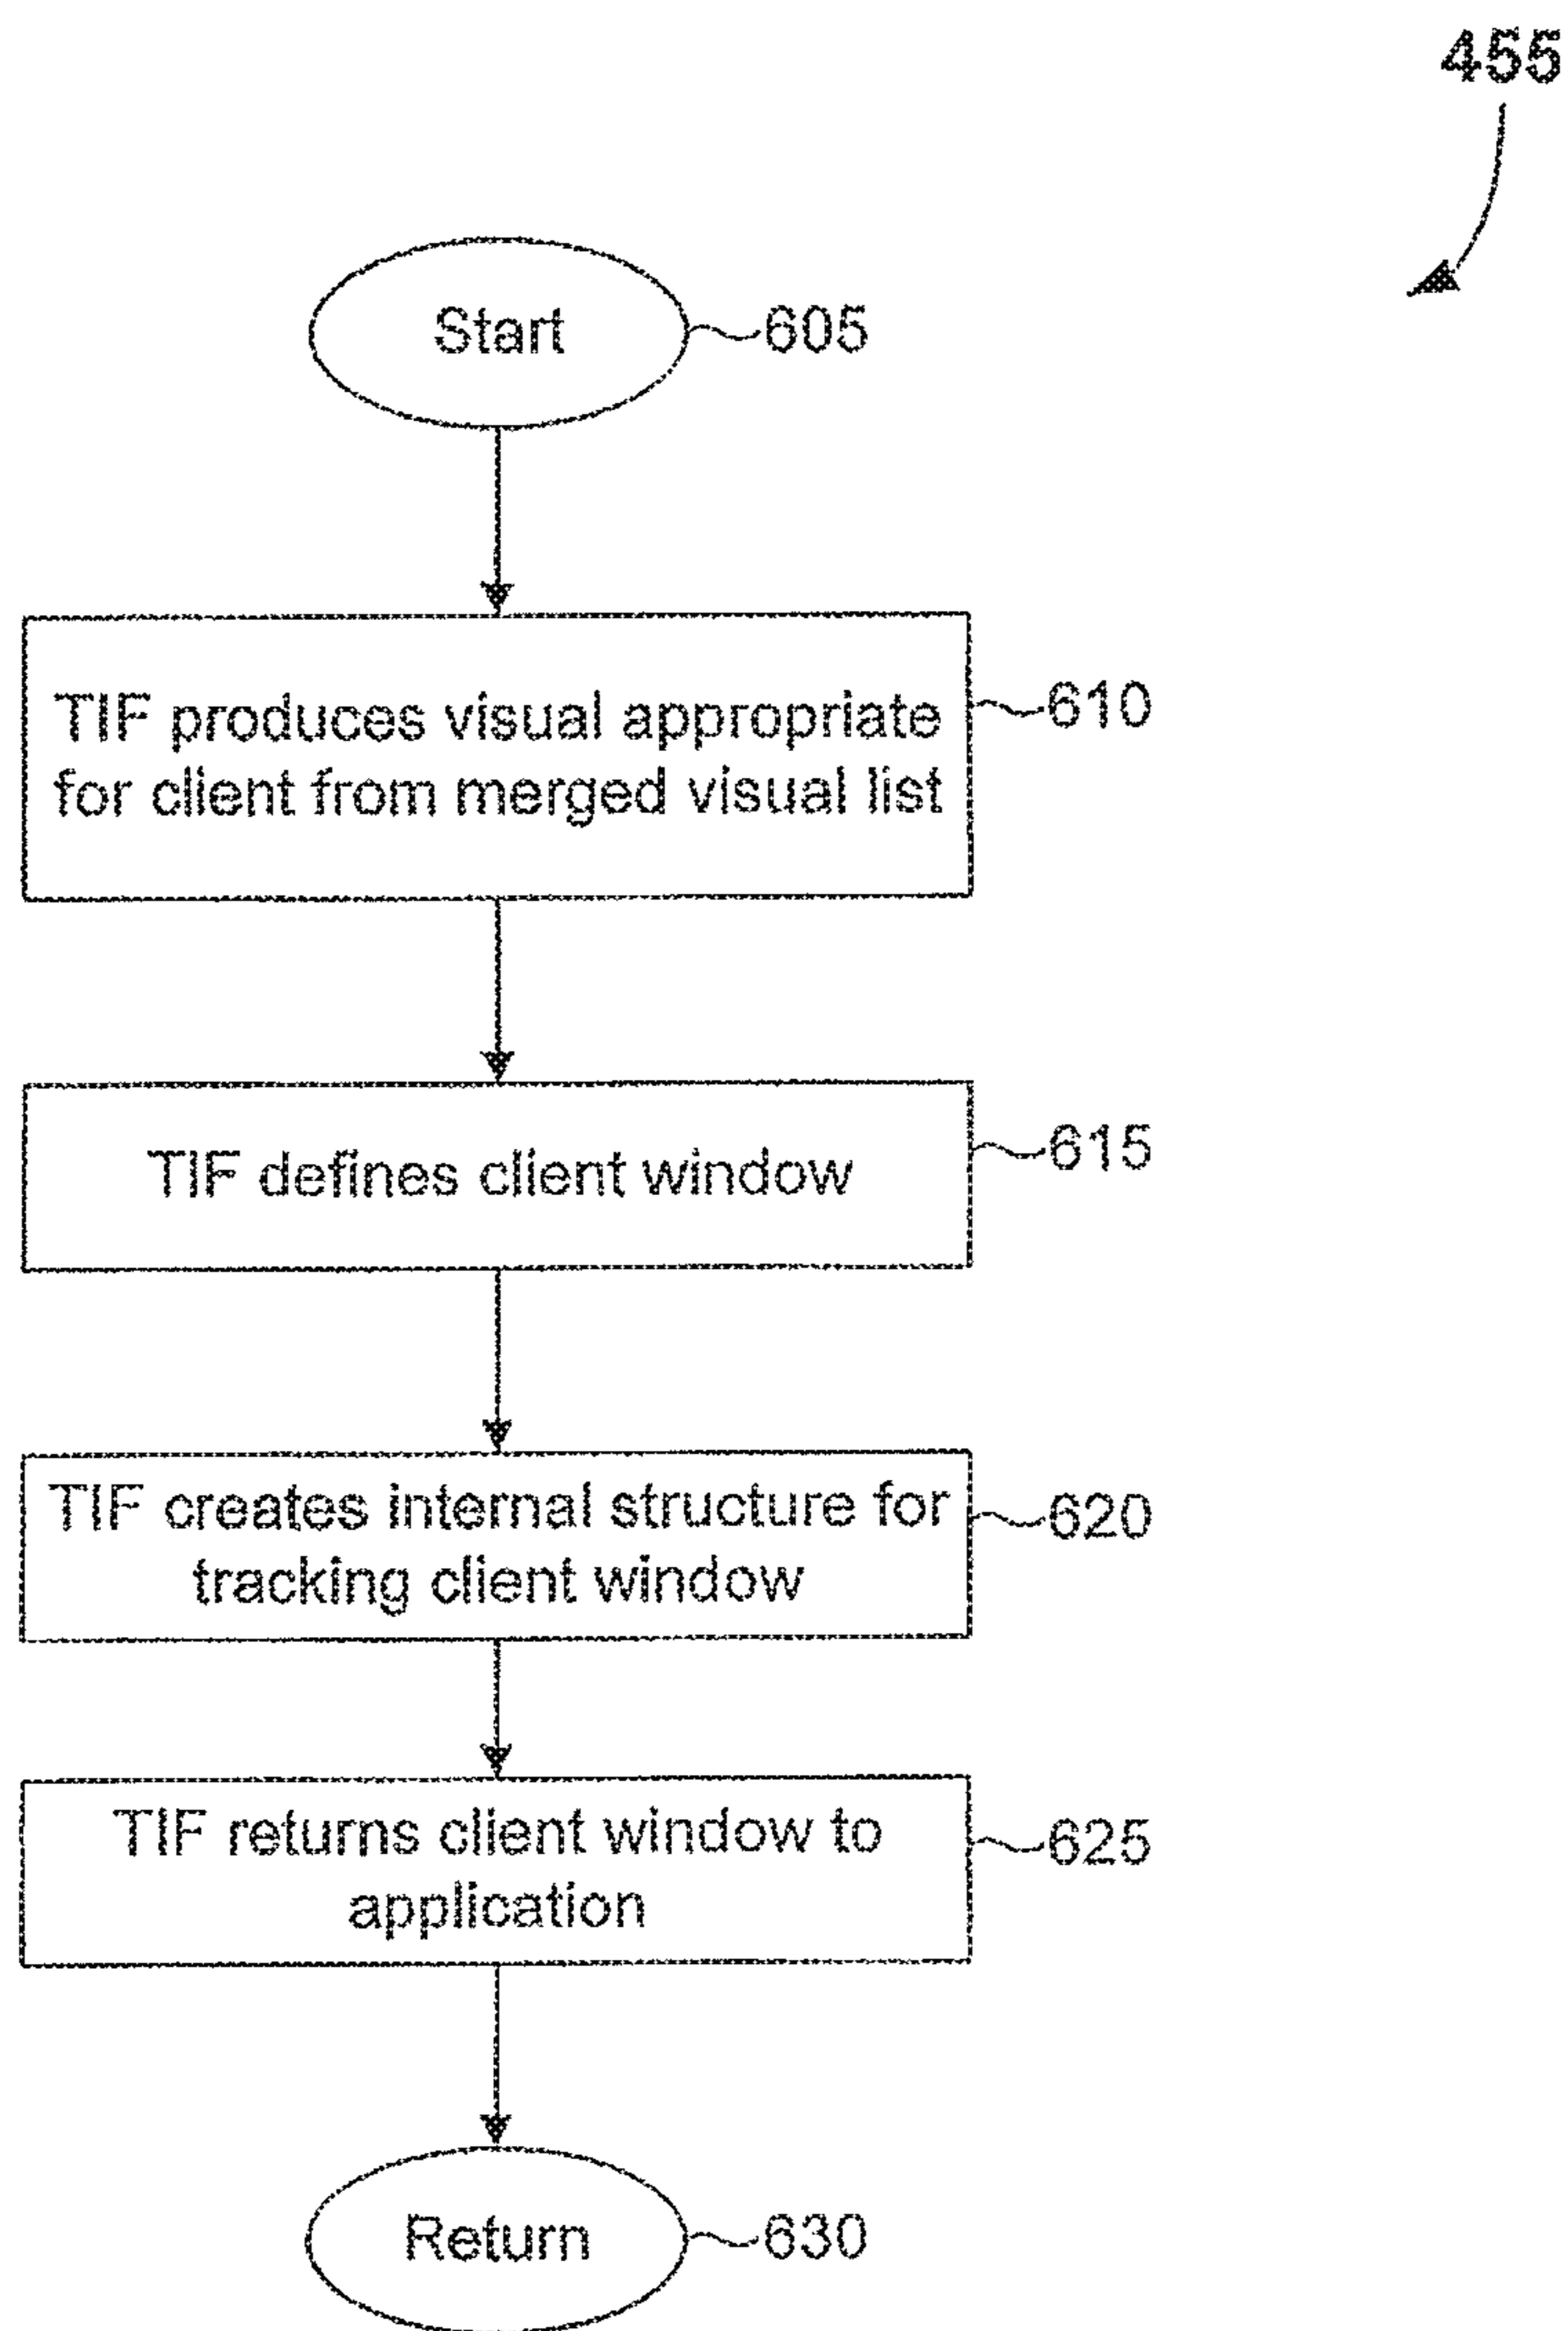 455
Start
605
TIF produces visual appropriate
for client from merged visual list
610
TIF defines client window
615
TIF creates internal structure for
tracking client window
620
TIF returns client window to
application
625
Return
630